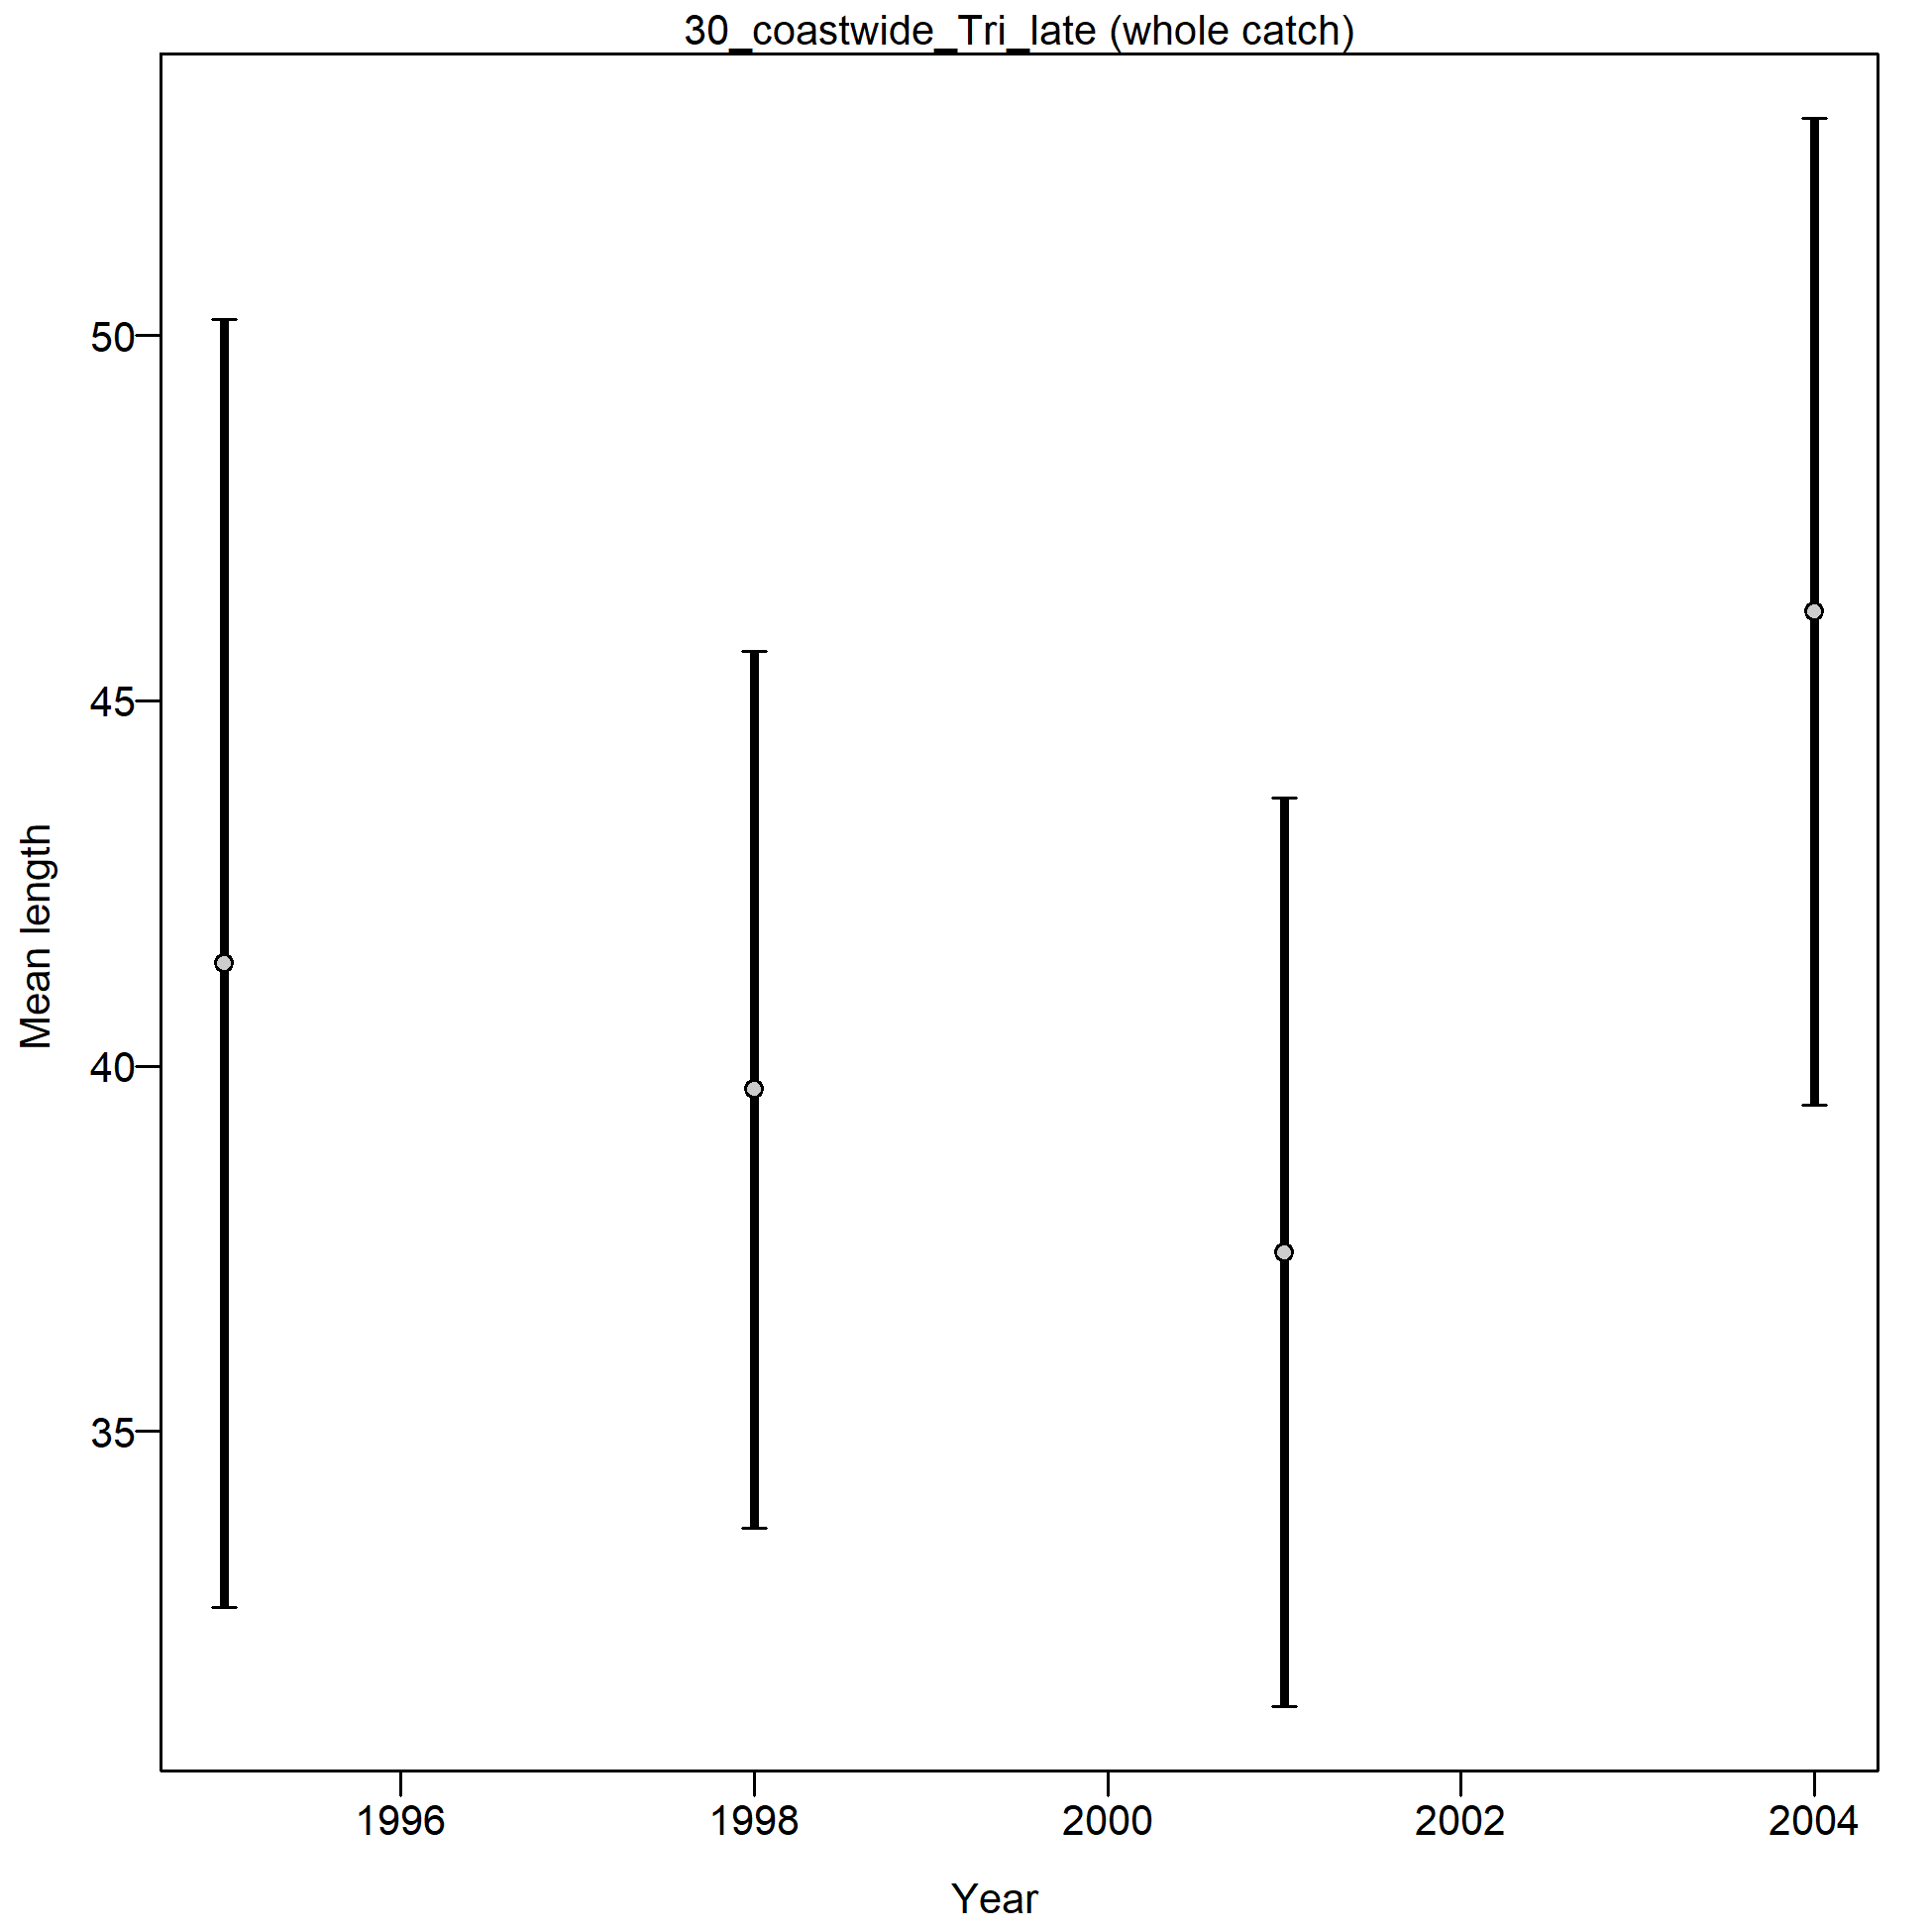 30_coastwide_Tri_late (whole catch)
50
45
40
35
Mean length
1996 1998 2000 2002 2004
Year